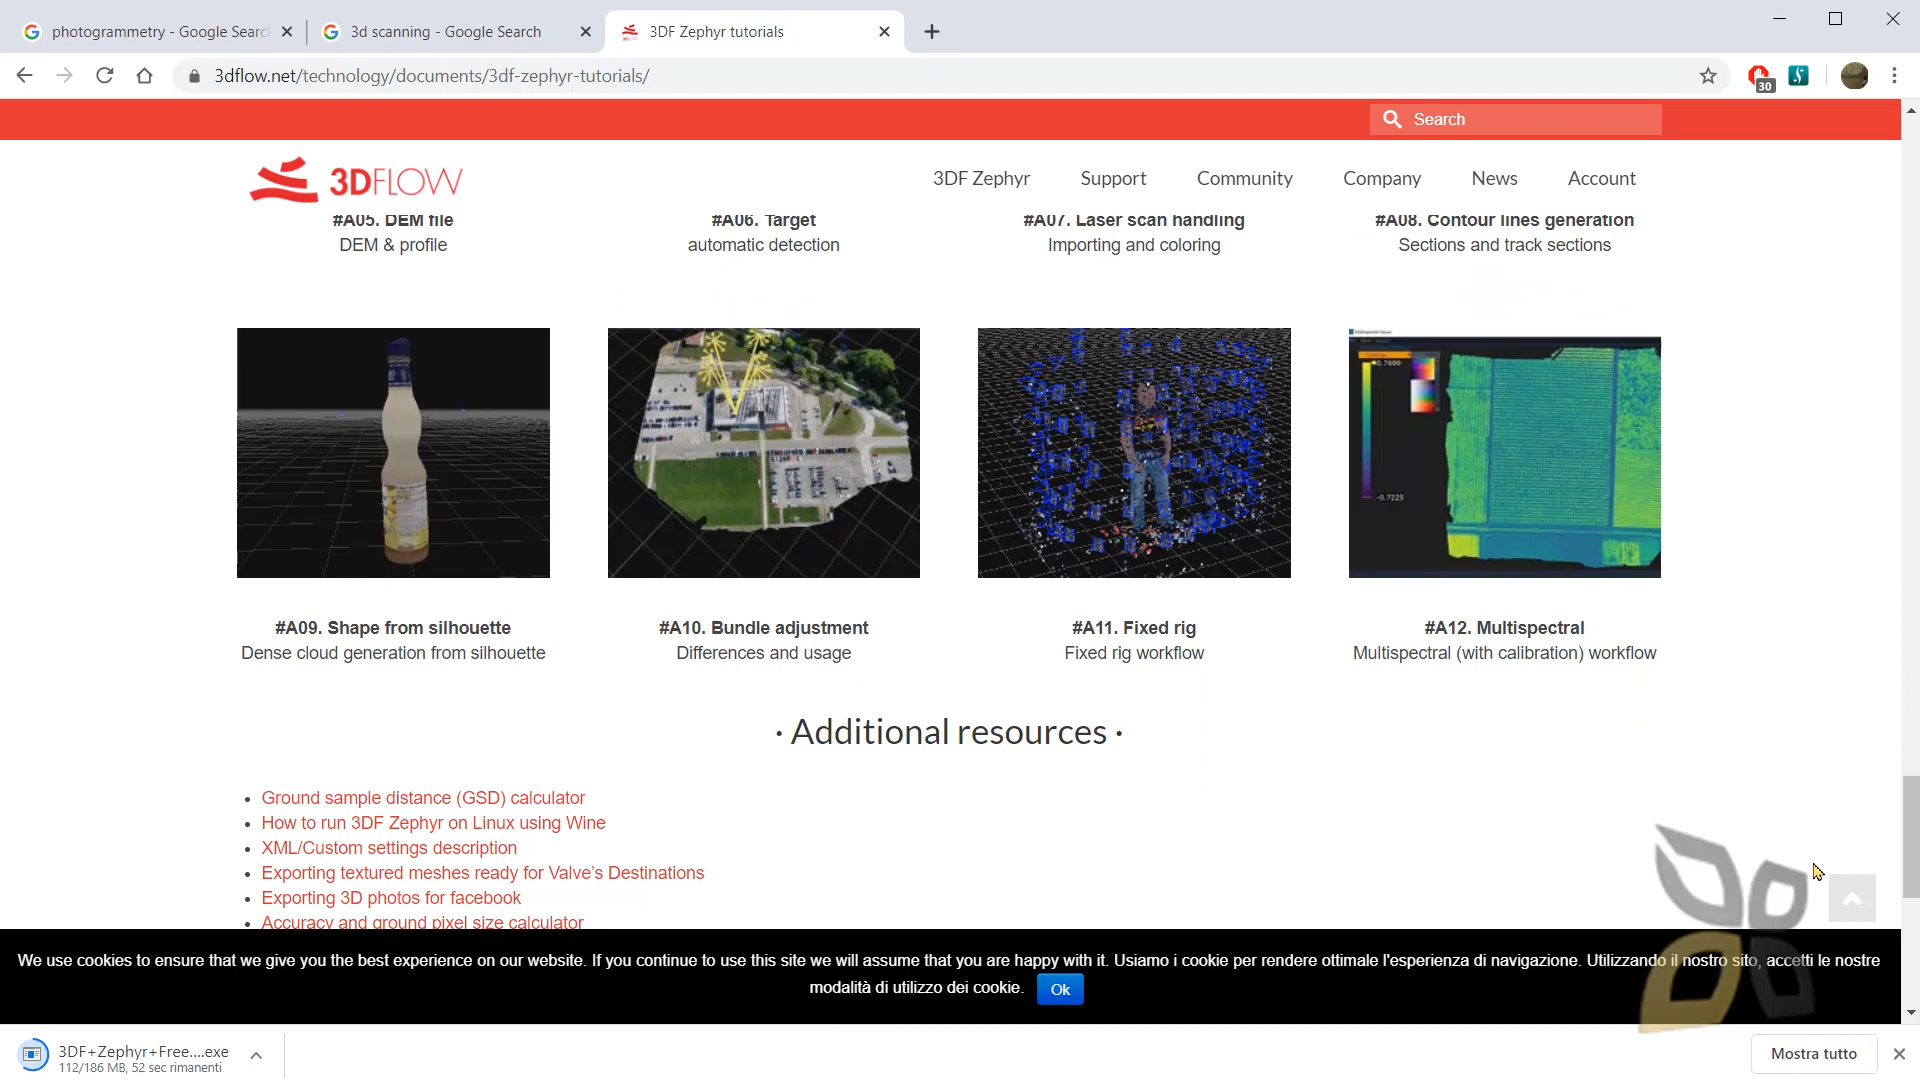 photogrammetry - Google Searc
3d scanning - Google Search
3DF Zephyr tutorials
3dflow.net/technology/documents/3df-zephyr-tutorials/
30
Search
3DFLOW
3DF Zephyr
Support
Community
Company
News
Account
#A05. DEM file
DEM & profile
#A06. Target
automatic detection
#A07. Laser scan handling
Importing and coloring
#A08. Contour lines generation
Sections and track sections
-0.7225
#A09. Shape from silhouette
Dense cloud generation from silhouette
#A10. Bundle adjustment
Differences and usage
#A11. Fixed rig
Fixed rig workflow
#A12. Multispectral
Multispectral (with calibration) workflow
· Additional resources ·
Ground sample distance (GSD) calculator
How to run 3DF Zephyr on Linux using Wine
XML/Custom settings description
Exporting textured meshes ready for Valve's Destinations
Exporting 3D photos for facebook
Accuracy and ground pixel size calculator
We use cookies to ensure that we give you the best experience on our website. If you continue to use this site we will assume that you are happy with it. Usiamo i cookie per rendere ottimale l'esperienza di navigazione. Utilizzando il nostro sito, accetti le nostre
modalità di utilizzo dei cookie.
Ok
3DF+Zephyr+Free....exe
112/186 MB, 52 sec rimanenti
Mostra tutto